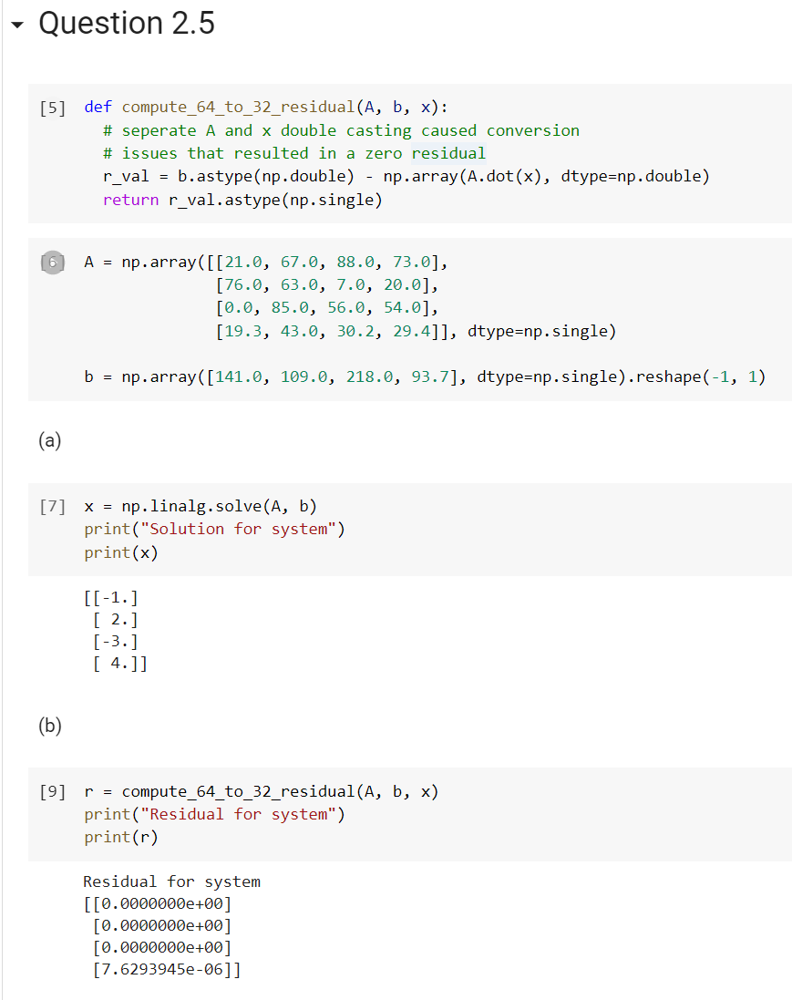 Question 2.5
[5] def compute_64_to_32_residual(A, b, x):
# seperate A and x double casting caused conversion
# issues that resulted in a zero residual
r_val = b.astype(np.double) - np.array(A.dot(x), dtype=np.double)
return r_val.astype(np.single)
[6] A = np.array([[21.0, 67.0, 88.0, 73.0],
[76.0, 63.0, 7.0, 20.0],
[0.0, 85.0, 56.0, 54.0],
[19.3, 43.0, 30.2, 29.4]], dtype=np.single)
b = np.array([141.0, 109.0, 218.0, 93.7], dtype=np.single).reshape(-1, 1)
(a)
[7] x = np.linalg.solve(A, b)
print("Solution for system")
print(x)
[[-1.]
[ 2.]
[-3.]
[ 4.]]
(b)
[9] r = compute_64_to_32_residual(A, b, x)
print("Residual for system")
print(r)
Residual for system
[[0.0000000e+00]
[0.0000000e+00]
[0.0000000e+00]
[7.6293945e-06]]